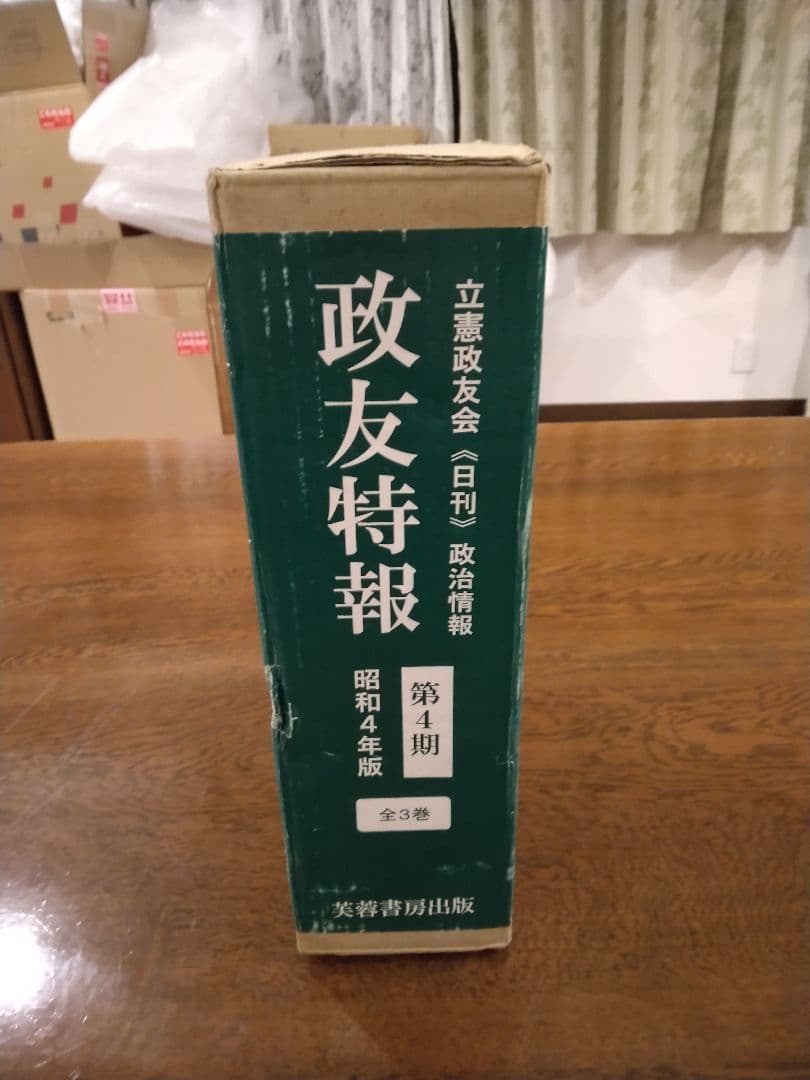 立憲政友会《日刊》政治情報
政友特報
第4期
昭和4年版
全3巻
芙蓉書房出版